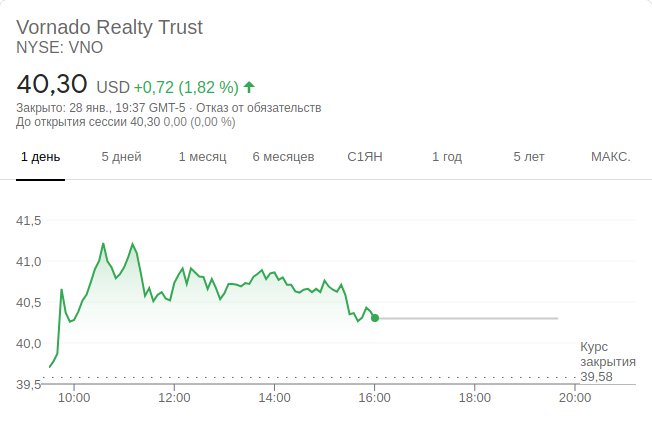 Vornado Realty Trust
NYSE: VNO
40,30 USD +0,72 (1,82 %)
Закрыто: 28 янв., 19:37 GMT-5 · Отказ от обязательств
До открытия сессии 40,30 0,00 (0,00 %)
1 день 5 дней 1 месяц 6 месяцев С1ЯН 1 год 5 лет МАКС.
41,5
41,0
40,5
40,0
Курс
закрытия
39,58
39,5
10:00 12:00 14:00 16:00 18:00 20:00